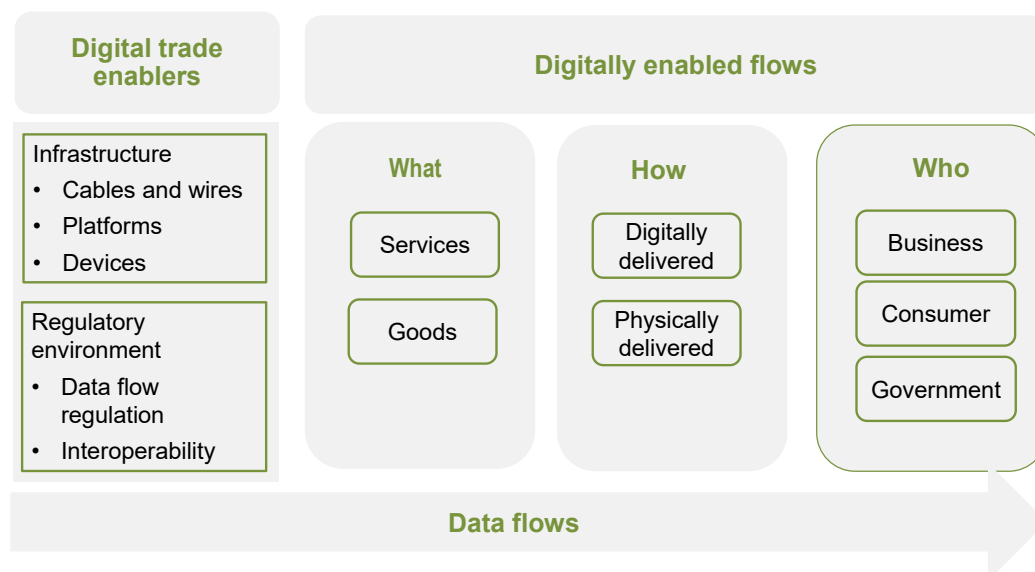 Digital trade
enablers
Digitally enabled flows
Infrastructure
• Cables and wires
• Platforms
• Devices
Regulatory
environment
• Data flow
regulation
• Interoperability
What
Services
Goods
How
Digitally
delivered
Physically
delivered
Who
Business
Consumer
Government
Data flows